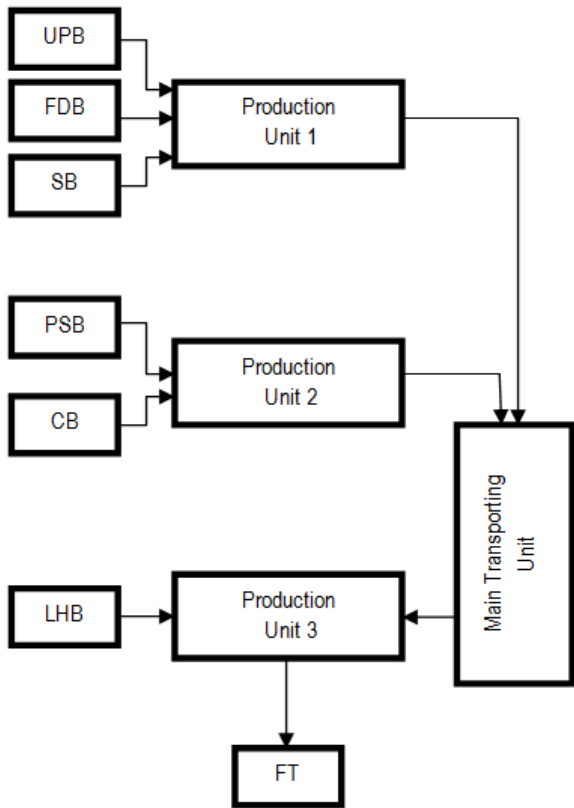 UPB
FDB
SB
Production
Unit 1
PSB
CB
Production
Unit 2
Main Transporting
Unit
LHB
Production
Unit 3
FT